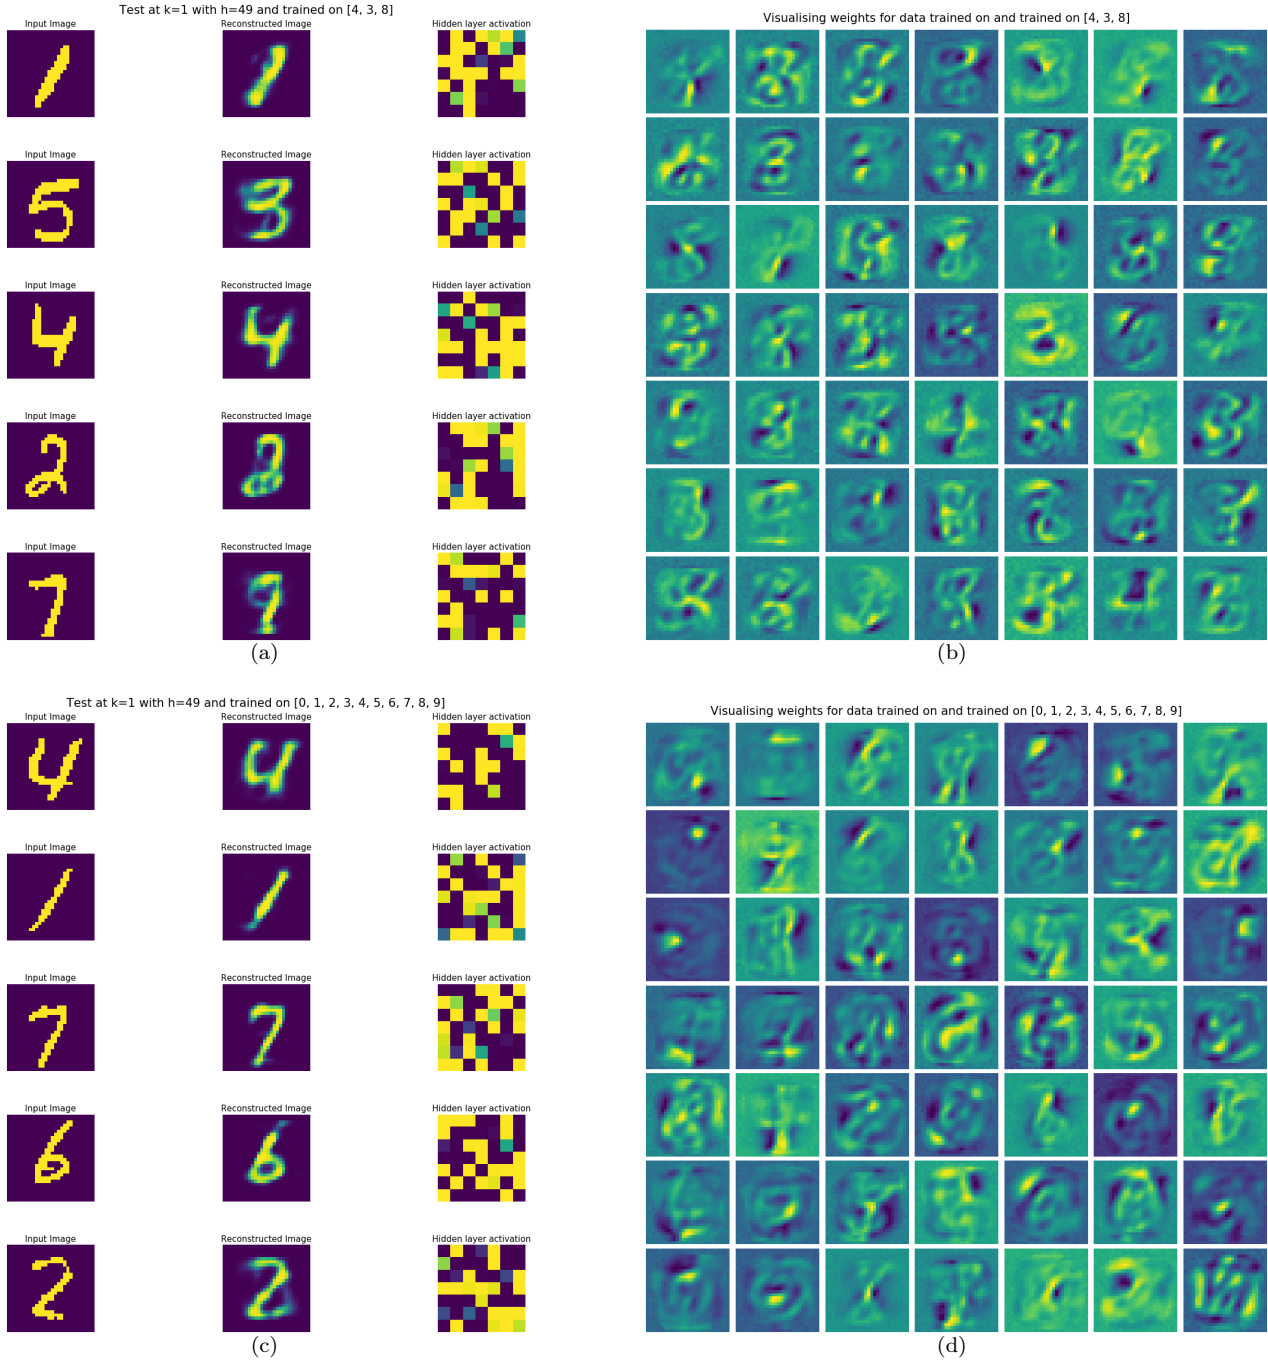 Test at k=1 with h=49 and trained on [4, 3, 8]
Input Image Reconstructed Image Hidden layer activation
Input Image Reconstructed Image Hidden layer activation
Input Image Reconstructed Image Hidden layer activation
Input Image Reconstructed Image Hidden layer activation
Input Image Reconstructed Image Hidden layer activation
(a)
Visualising weights for data trained on and trained on [4, 3, 8]
(b)
Test at k=1 with h=49 and trained on [0, 1, 2, 3, 4, 5, 6, 7, 8, 9]
Input Image Reconstructed Image Hidden layer activation
Input Image Reconstructed Image Hidden layer activation
Input Image Reconstructed Image Hidden layer activation
Input Image Reconstructed Image Hidden layer activation
Input Image Reconstructed Image Hidden layer activation
(c)
Visualising weights for data trained on and trained on [0, 1, 2, 3, 4, 5, 6, 7, 8, 9]
(d)